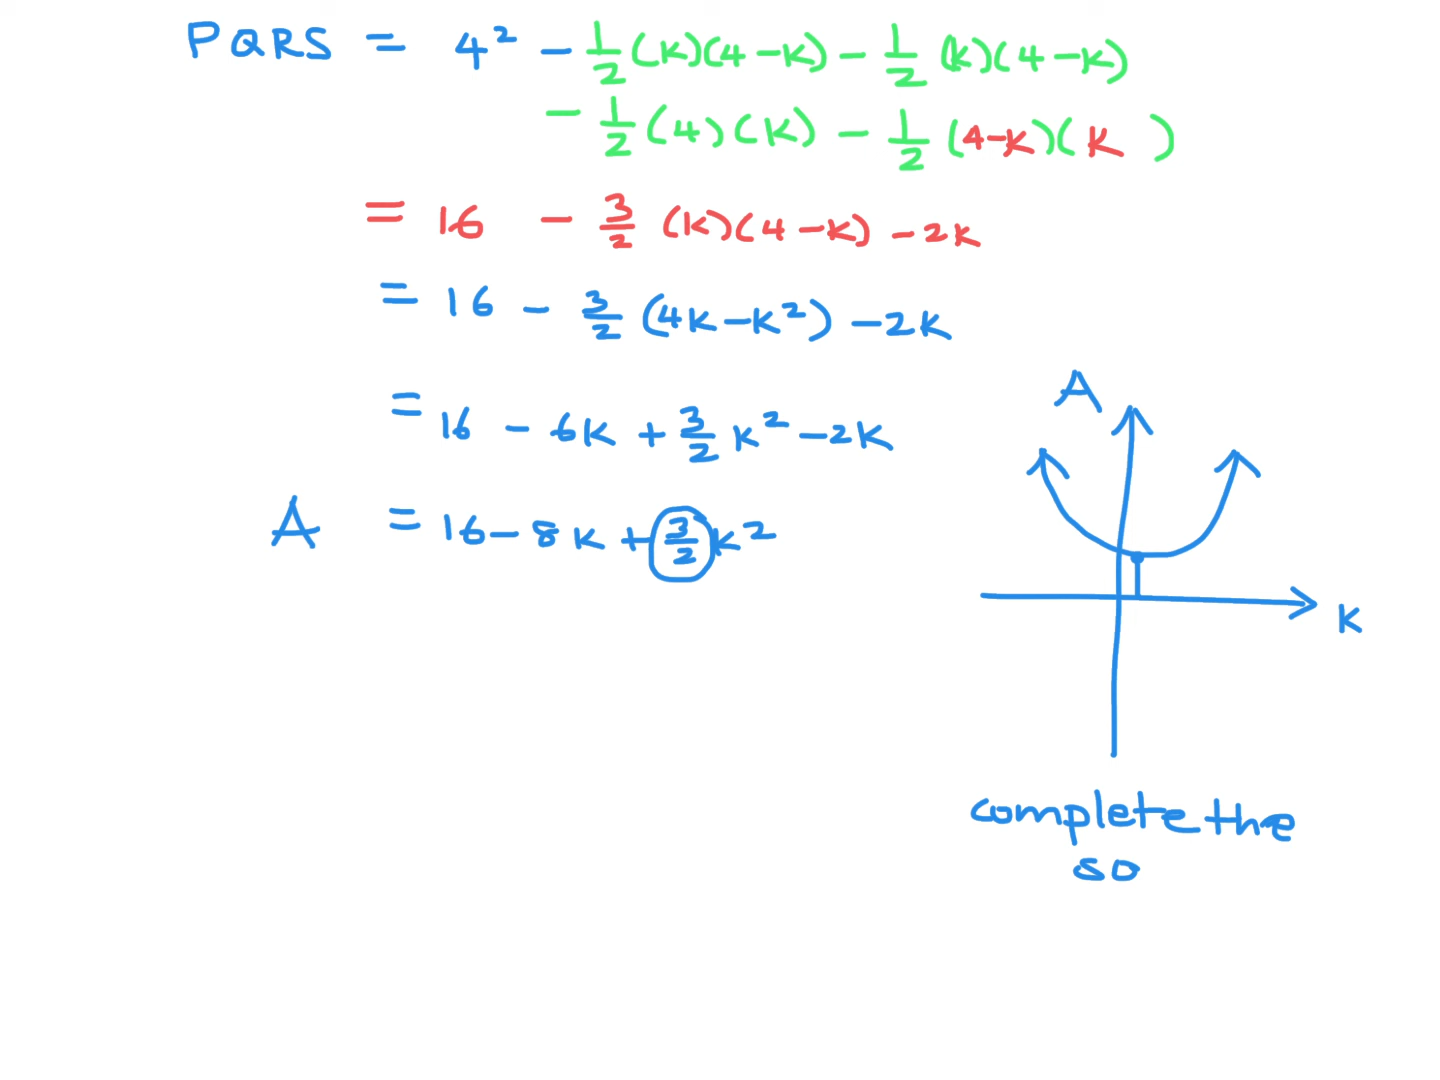 PQRS = 4² - 1/2 (K)(4-K) - 1/2 (K)(4-K)
- 1/2 (4)(K) - 1/2 (4-K)(K )
= 16 - 3/2 (K)(4-K) - 2K
= 16 - 3/2 (4K-K²) - 2K
= 16 - 6K + 3/2 K² - 2K
A = 16 - 8K + 3/2 K²
A
K
complete the
so